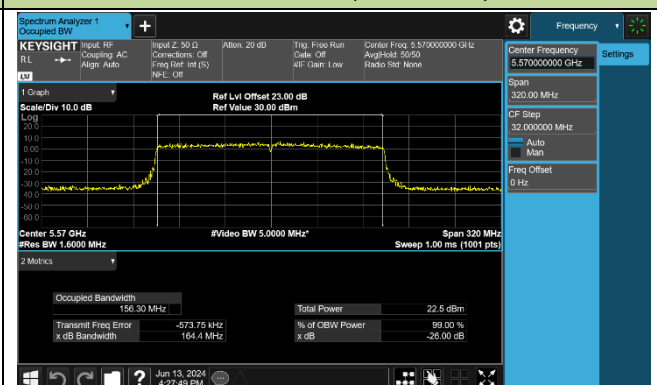 Spectrum Analyzer 1
Occupied BW
+
Frequency
KEYSIGHT
RL
LXI
Input: RF
Coupling: AC
Align: Auto
Input Z: 50 Ω
Corrections: Off
Freq Ref: Int (S)
NFE: Off
Atten: 20 dB
Trig: Free Run
Gate: Off
#IF Gain: Low
Center Freq: 5.570000000 GHz
Avg|Hold: 50/50
Radio Std: None
Center Frequency
5.570000000 GHz
Settings
Span
320.00 MHz
CF Step
32.000000 MHz
Auto
Man
Freq Offset
0 Hz
1 Graph
Scale/Div 10.0 dB
Ref Lvl Offset 23.00 dB
Ref Value 30.00 dBm
Log
20.0
10.0
0.00
-10.0
-20.0
-30.0
-40.0
-50.0
-60.0
Center 5.57 GHz
#Res BW 1.6000 MHz
#Video BW 5.0000 MHz*
Span 320 MHz
Sweep 1.00 ms (1001 pts)
2 Metrics
Occupied Bandwidth
156.30 MHz
Total Power 22.5 dBm
Transmit Freq Error -573.75 kHz
% of OBW Power 99.00 %
x dB Bandwidth 164.4 MHz
x dB -26.00 dB
?
Jun 13, 2024
4:27:49 PM